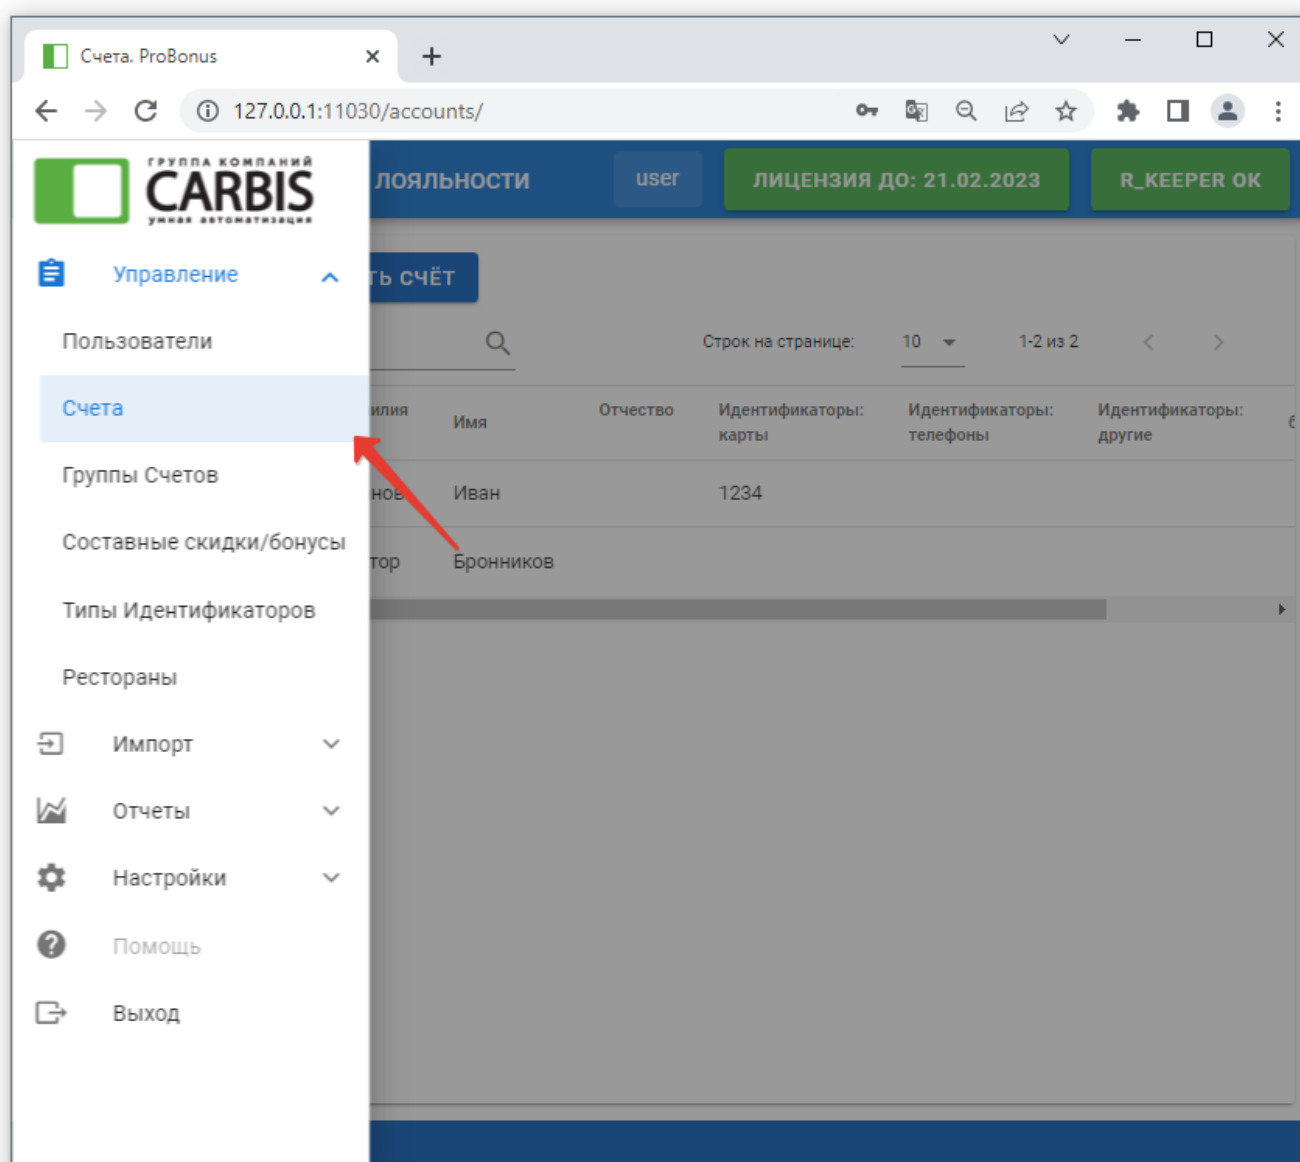 Счета. ProBonus
127.0.0.1:11030/accounts/
ГРУППА КОМПАНИЙ
CARBIS
умная автоматизация
ЛОЯЛЬНОСТИ
user
ЛИЦЕНЗИЯ ДО: 21.02.2023
R_KEEPER OK
Управление
ТЬ СЧЁТ
Пользователи
Строк на странице:
10
1-2 из 2
Счета
илия
Имя
Отчество
Идентификаторы:
карты
Идентификаторы:
телефоны
Идентификаторы:
другие
Группы Счетов
нов
Иван
1234
Составные скидки/бонусы
тор
Бронников
Типы Идентификаторов
Рестораны
Импорт
Отчеты
Настройки
Помощь
Выход